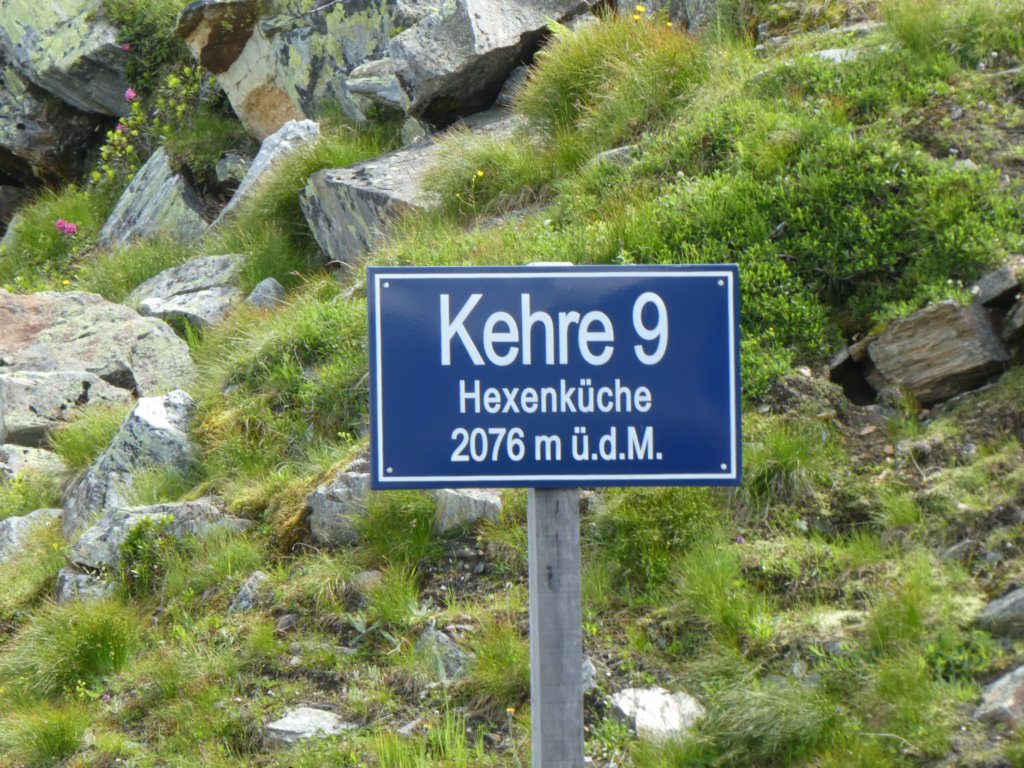 Kehre 9
Hexenküche
2076 m ü.d.M.